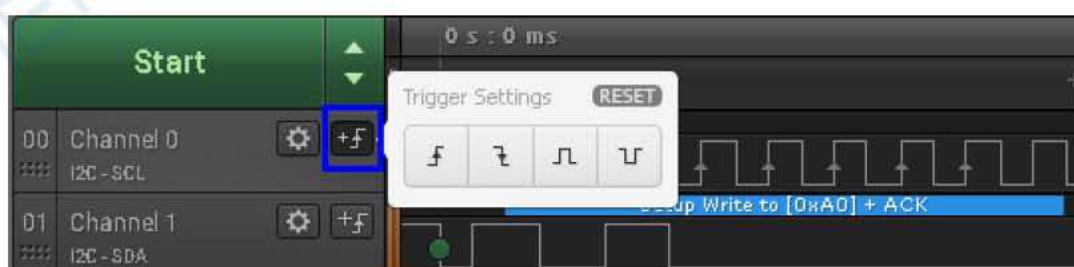 0 s : 0 ms
Start
Trigger Settings RESET
00 Channel 0
I2C - SCL
up Write to [0xA0] + ACK
01 Channel 1
I2C - SDA